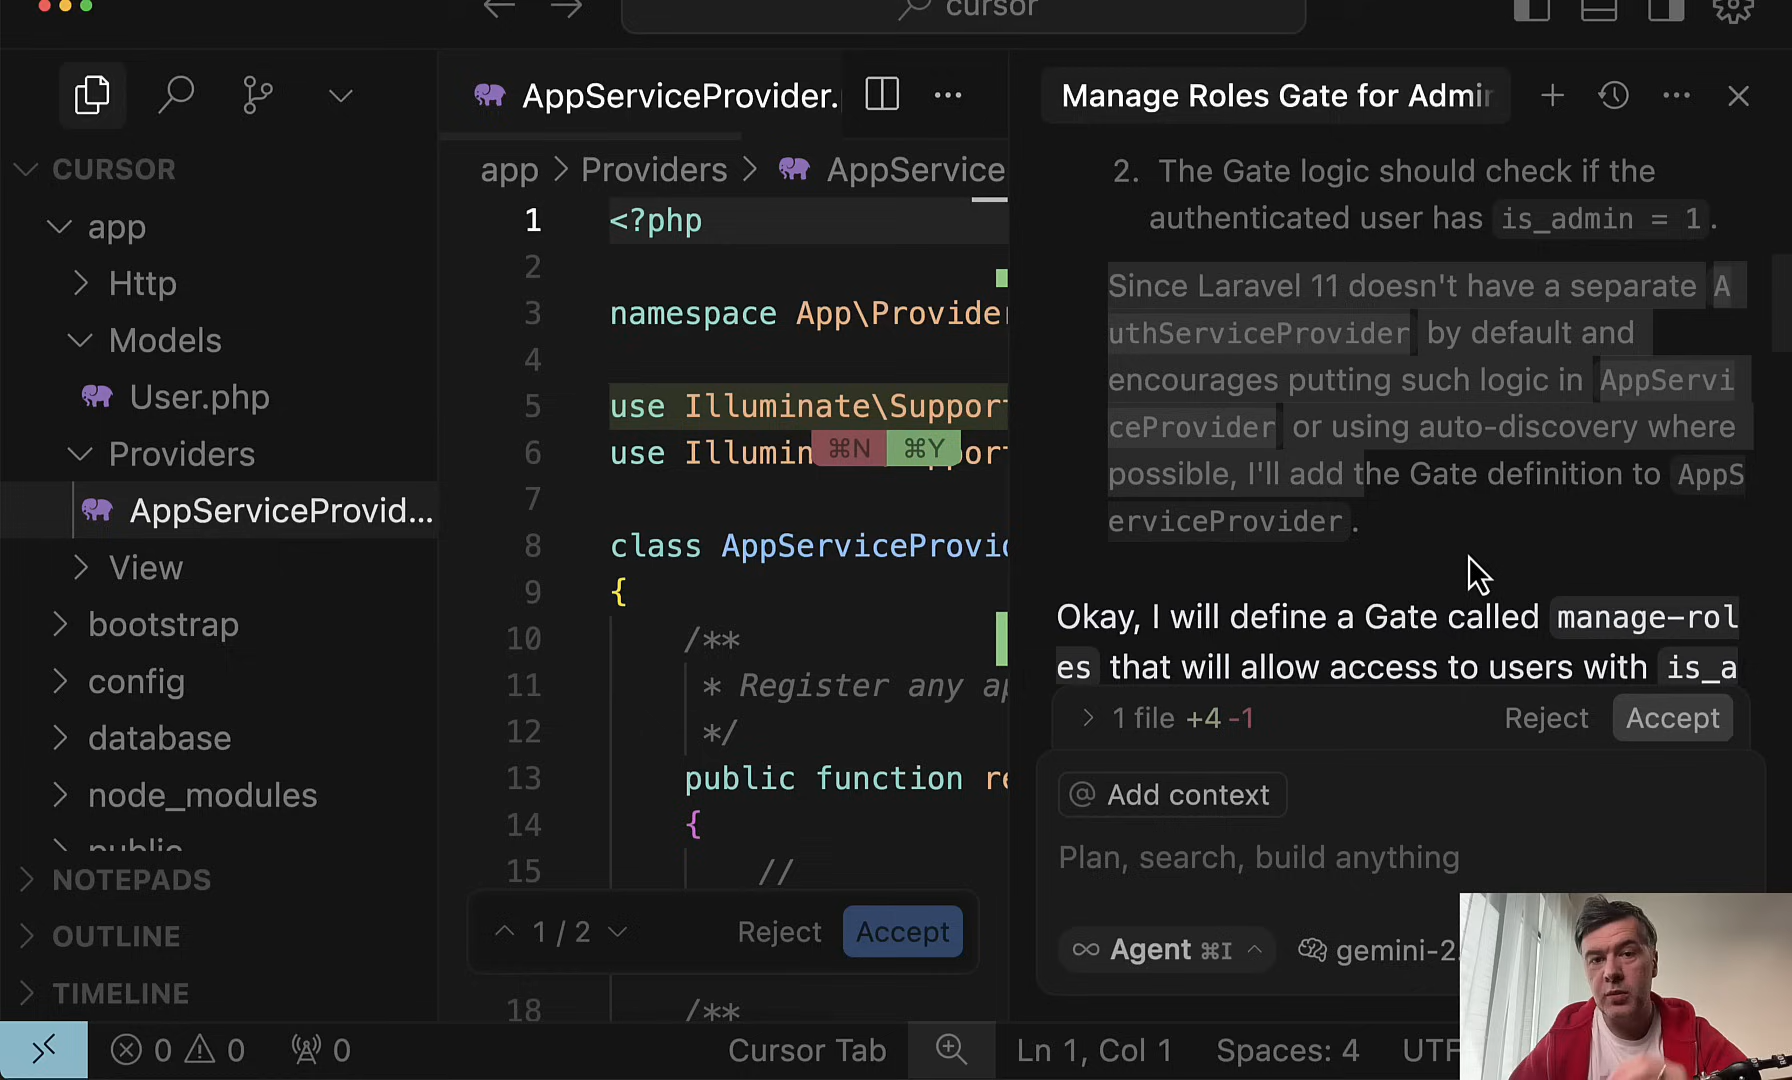 cursor
CURSOR
app
Http
Models
User.php
Providers
AppServiceProvid...
View
bootstrap
config
database
node_modules
public
NOTEPADS
OUTLINE
TIMELINE
AppServiceProvider.
app > Providers > AppService
1 <?php
2
3 namespace App\Provider
4
5 use Illuminate\Suppor
6 use Illumin
⌘N ⌘Y
7
8 class AppServiceProvi
9 {
10 /**
11 * Register any a
12 */
13 public function re
14 {
15 //
1 / 2 Reject Accept
18 /**
Manage Roles Gate for Admin
2. The Gate logic should check if the
authenticated user has is_admin = 1.
Since Laravel 11 doesn't have a separate A
uthServiceProvider by default and
encourages putting such logic in AppServi
ceProvider or using auto-discovery where
possible, I'll add the Gate definition to AppS
erviceProvider.
Okay, I will define a Gate called manage-rol
es that will allow access to users with is_a
1 file +4 -1 Reject Accept
@ Add context
Plan, search, build anything
Agent ⌘I gemini-2.
0 0 0 Cursor Tab Ln 1, Col 1 Spaces: 4 UTF